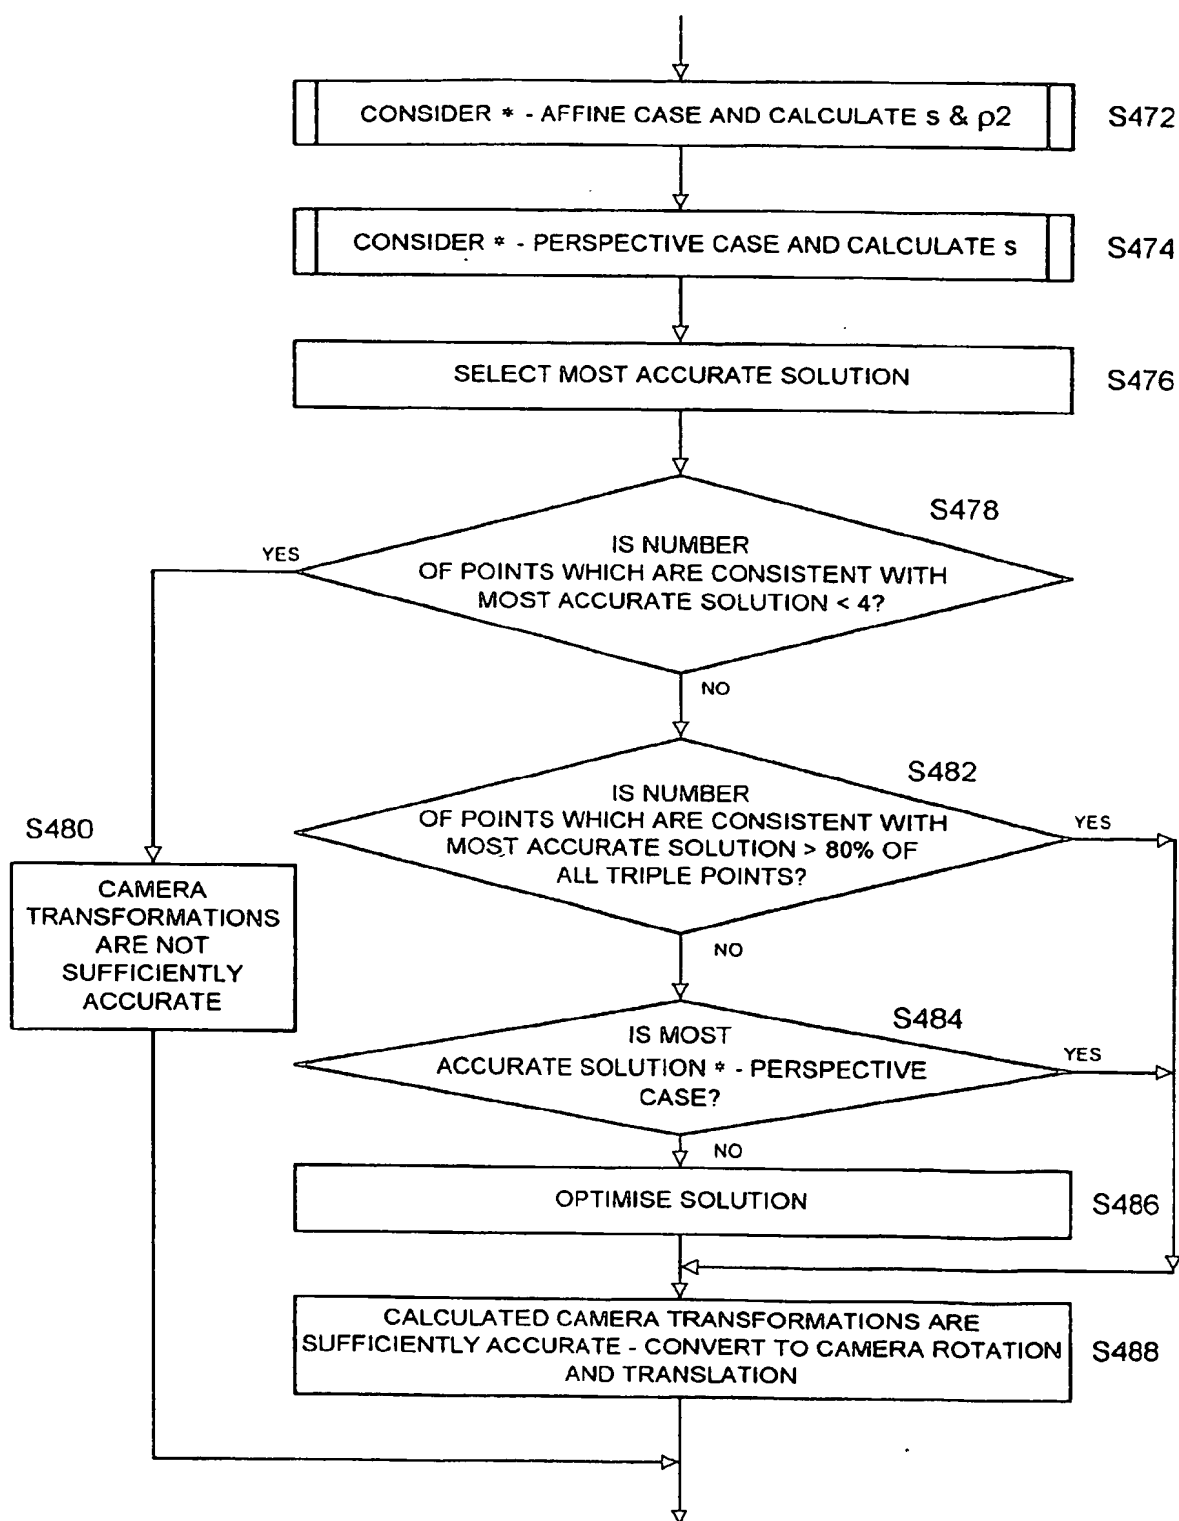 CONSIDER * - AFFINE CASE AND CALCULATE s & ρ2
S472
CONSIDER * - PERSPECTIVE CASE AND CALCULATE s
S474
SELECT MOST ACCURATE SOLUTION
S476
S478
YES
IS NUMBER
OF POINTS WHICH ARE CONSISTENT WITH
MOST ACCURATE SOLUTION < 4?
NO
S482
IS NUMBER
OF POINTS WHICH ARE CONSISTENT WITH
MOST ACCURATE SOLUTION > 80% OF
ALL TRIPLE POINTS?
YES
S480
CAMERA
TRANSFORMATIONS
ARE NOT
SUFFICIENTLY
ACCURATE
NO
S484
IS MOST
ACCURATE SOLUTION * - PERSPECTIVE
CASE?
YES
NO
OPTIMISE SOLUTION
S486
CALCULATED CAMERA TRANSFORMATIONS ARE
SUFFICIENTLY ACCURATE - CONVERT TO CAMERA ROTATION
AND TRANSLATION
S488